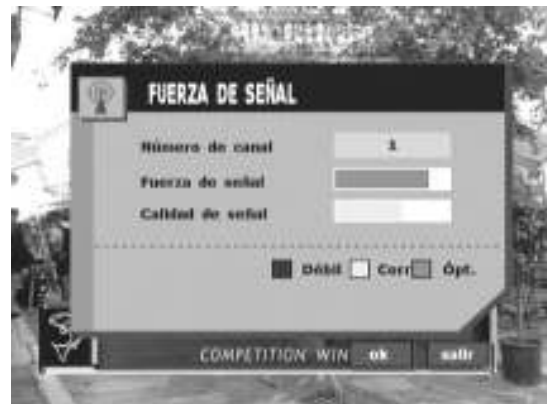 FUERZA DE SEÑAL
Número de canal 1
Fuerza de señal
Calidad de señal
Débil Corr Ópt.
COMPETITION WIN ok salir